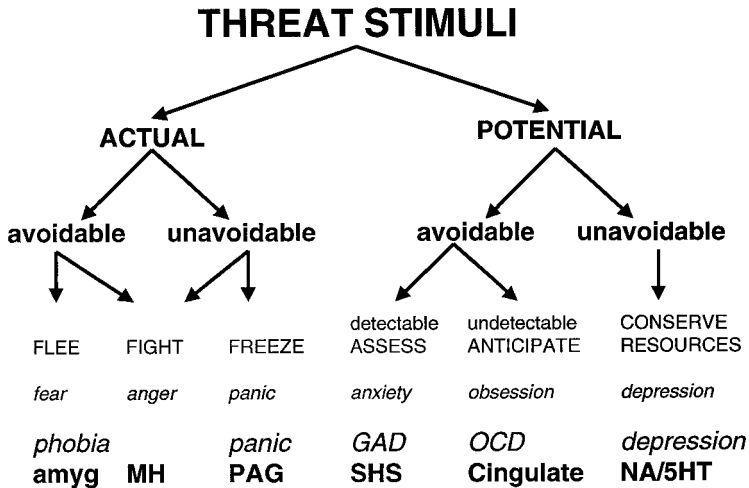 THREAT STIMULI
ACTUAL POTENTIAL
avoidable unavoidable avoidable unavoidable
detectable undetectable CONSERVE
FLEE FIGHT FREEZE ASSESS ANTICIPATE RESOURCES
fear anger panic anxiety obsession depression
phobia panic GAD OCD depression
amyg MH PAG SHS Cingulate NA/5HT